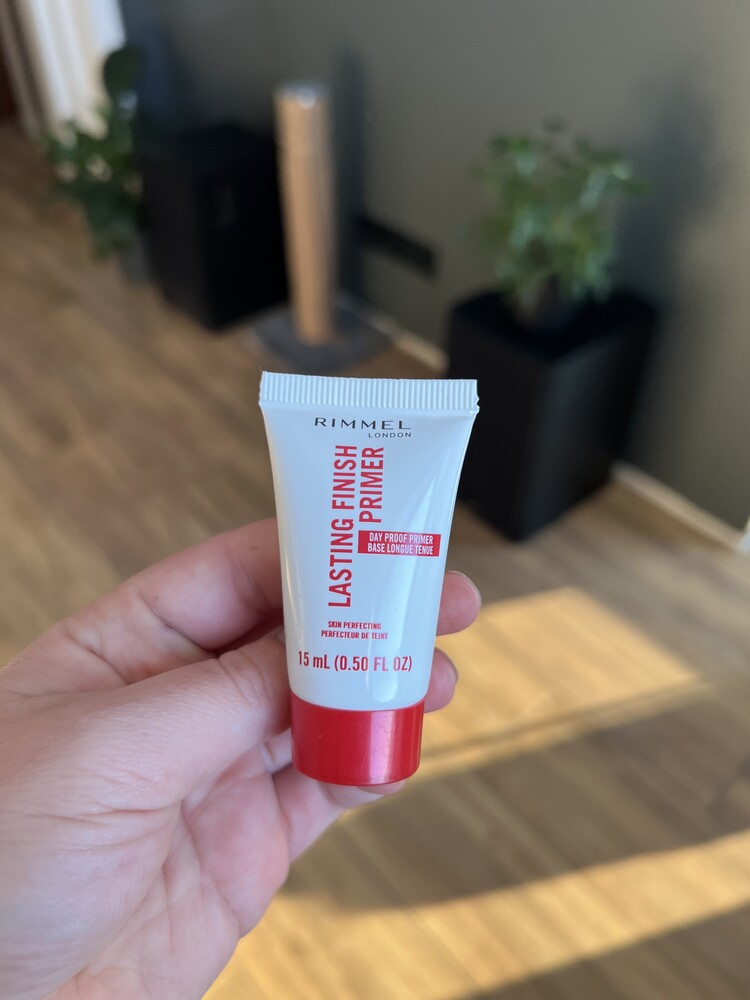 RIMMEL
LONDON
LASTING FINISH
PRIMER
DAY PROOF PRIMER
BASE LONGUE TENUE
SKIN PERFECTING
PERFECTEUR DE TEINT
15 mL (0.50 FL OZ)